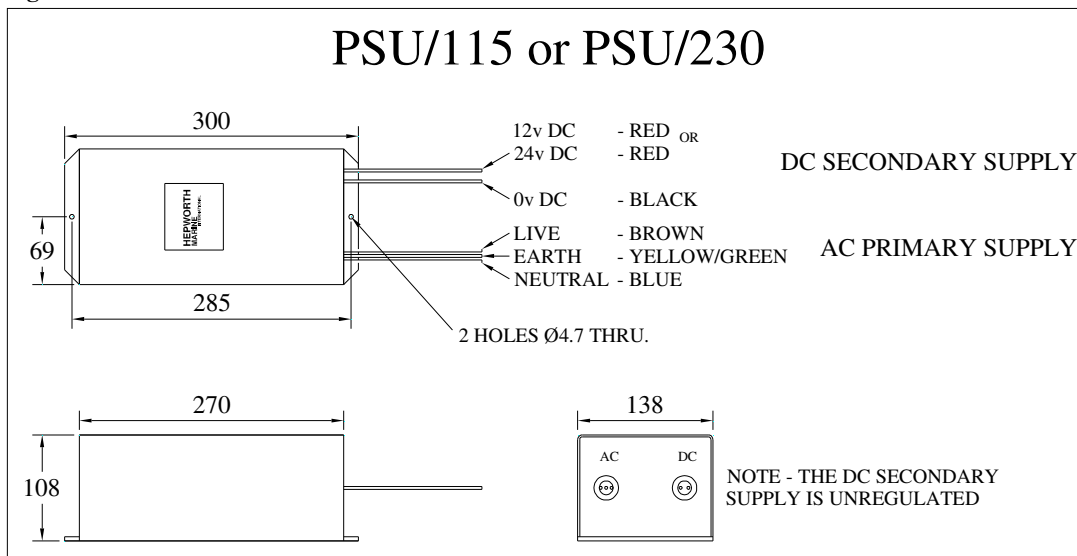 PSU/115 or PSU/230
300
12v DC - RED OR
24v DC - RED
DC SECONDARY SUPPLY
0v DC - BLACK
HEPWORTH
MARINE
INTERNATIONAL
69
LIVE - BROWN
EARTH - YELLOW/GREEN
AC PRIMARY SUPPLY
NEUTRAL - BLUE
285
2 HOLES Ø4.7 THRU.
270
138
108
AC DC
NOTE - THE DC SECONDARY
SUPPLY IS UNREGULATED